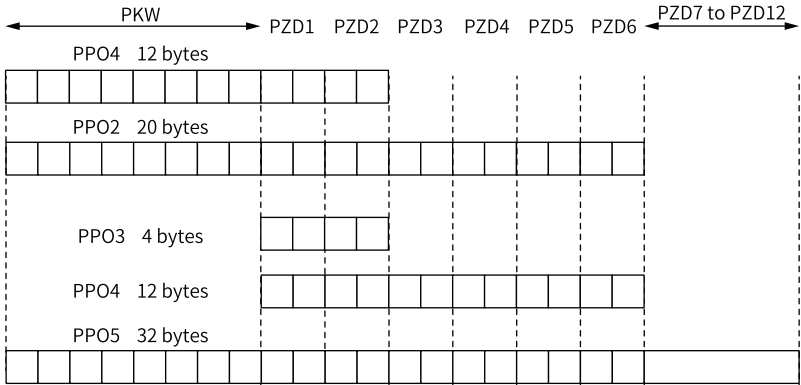 PKW
PZD1 PZD2 PZD3 PZD4 PZD5 PZD6 PZD7 to PZD12
PPO4 12 bytes
PPO2 20 bytes
PPO3 4 bytes
PPO4 12 bytes
PPO5 32 bytes